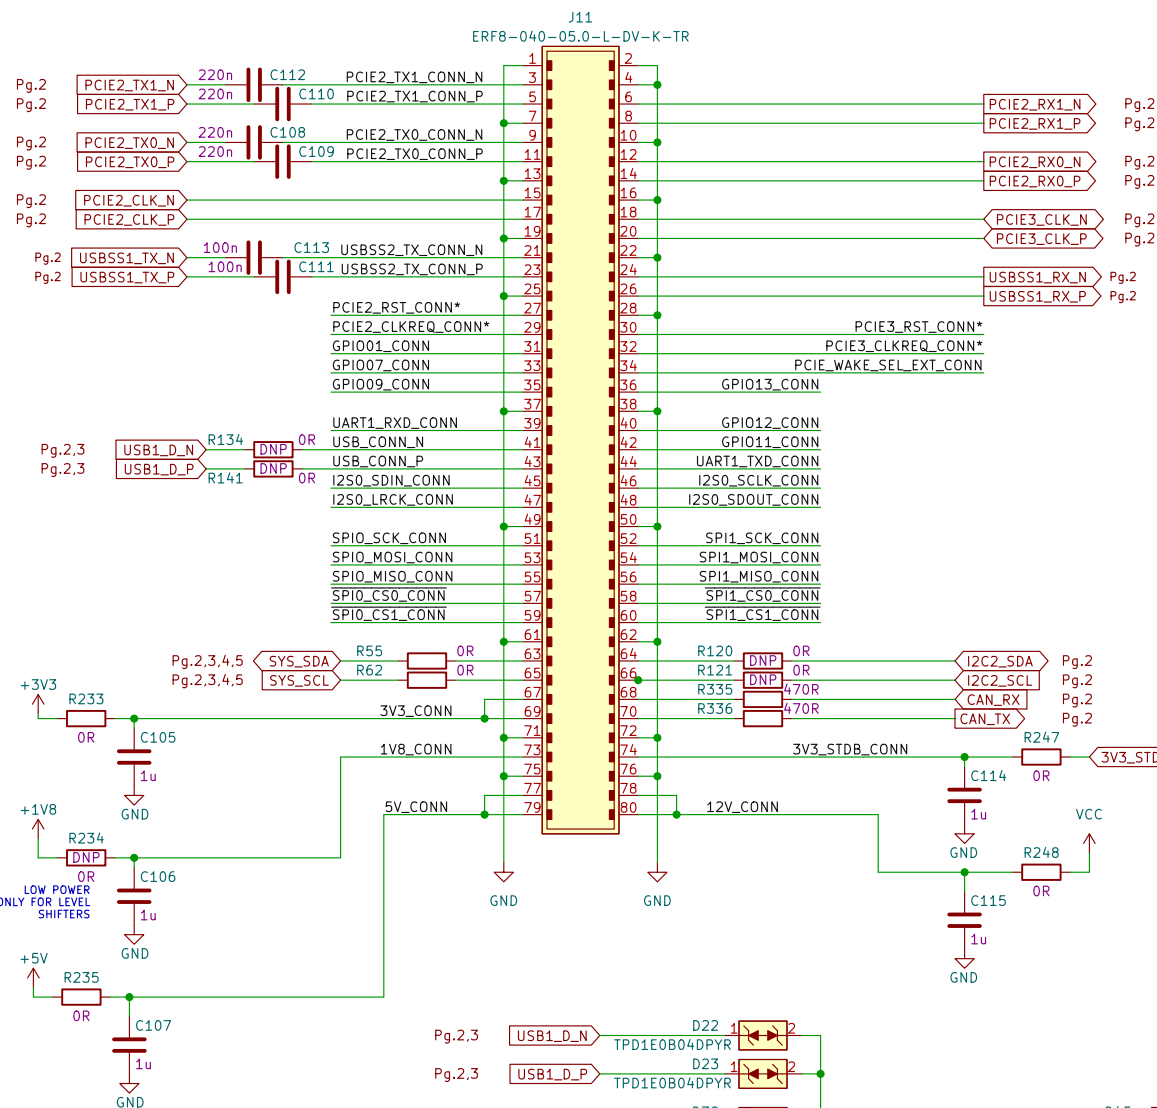 J11
ERF8-040-05.0-L-DV-K-TR
1 2
Pg.2 PCIE2_TX1_N 220n C112 PCIE2_TX1_CONN_N 3 4
Pg.2 PCIE2_TX1_P 220n C110 PCIE2_TX1_CONN_P 5 6 PCIE2_RX1_N Pg.2
7 8 PCIE2_RX1_P Pg.2
Pg.2 PCIE2_TX0_N 220n C108 PCIE2_TX0_CONN_N 9 10
Pg.2 PCIE2_TX0_P 220n C109 PCIE2_TX0_CONN_P 11 12 PCIE2_RX0_N Pg.2
13 14 PCIE2_RX0_P Pg.2
Pg.2 PCIE2_CLK_N 15 16
Pg.2 PCIE2_CLK_P 17 18 PCIE3_CLK_N Pg.2
19 20 PCIE3_CLK_P Pg.2
Pg.2 USBSS1_TX_N 100n C113 USBSS2_TX_CONN_N 21 22
Pg.2 USBSS1_TX_P 100n C111 USBSS2_TX_CONN_P 23 24 USBSS1_RX_N Pg.2
25 26 USBSS1_RX_P Pg.2
PCIE2_RST_CONN* 27 28
PCIE2_CLKREQ_CONN* 29 30 PCIE3_RST_CONN*
GPIO01_CONN 31 32 PCIE3_CLKREQ_CONN*
GPIO07_CONN 33 34 PCIE_WAKE_SEL_EXT_CONN
GPIO09_CONN 35 36 GPIO13_CONN
37 38
UART1_RXD_CONN 39 40 GPIO12_CONN
Pg.2,3 USB1_D_N R134 DNP 0R USB_CONN_N 41 42 GPIO11_CONN
Pg.2,3 USB1_D_P R141 DNP 0R USB_CONN_P 43 44 UART1_TXD_CONN
I2S0_SDIN_CONN 45 46 I2S0_SCLK_CONN
I2S0_LRCK_CONN 47 48 I2S0_SDOUT_CONN
49 50
SPI0_SCK_CONN 51 52 SPI1_SCK_CONN
SPI0_MOSI_CONN 53 54 SPI1_MOSI_CONN
SPI0_MISO_CONN 55 56 SPI1_MISO_CONN
SPI0_CS0_CONN 57 58 SPI1_CS0_CONN
SPI0_CS1_CONN 59 60 SPI1_CS1_CONN
61 62
Pg.2,3,4,5 SYS_SDA R55 0R 63 64 R120 DNP 0R I2C2_SDA Pg.2
Pg.2,3,4,5 SYS_SCL R62 0R 65 66 R121 DNP 0R I2C2_SCL Pg.2
67 68 R335 470R CAN_RX Pg.2
+3V3 R233 0R 3V3_CONN 69 70 R336 470R CAN_TX Pg.2
C105 1u GND
71 72
1V8_CONN 73 74 3V3_STDB_CONN R247 0R
75 76 C114 1u GND
77 78
5V_CONN 79 80 12V_CONN
VCC
R248 0R
C115 1u GND
+1V8 R234 DNP 0R
LOW POWER
ONLY FOR LEVEL
SHIFTERS
C106 1u GND
GND GND
+5V R235 0R
C107 1u GND
Pg.2,3 USB1_D_N D22 1 2
TPD1E0B04DPYR
Pg.2,3 USB1_D_P D23 1 2
TPD1E0B04DPYR